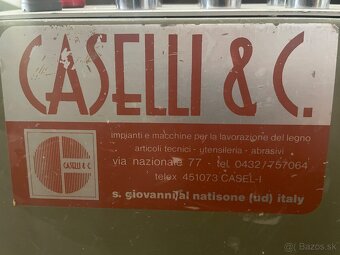 CASELLI & C.
CASELLI & C
impianti e macchine per la lavorazione del legno
articoli tecnici - utensileria - abrasivi
via nazionale 77 - tel. 0432/757064
telex 451073 CASEL-I
s. giovanni al natisone (ud) italy
Bazos.sk